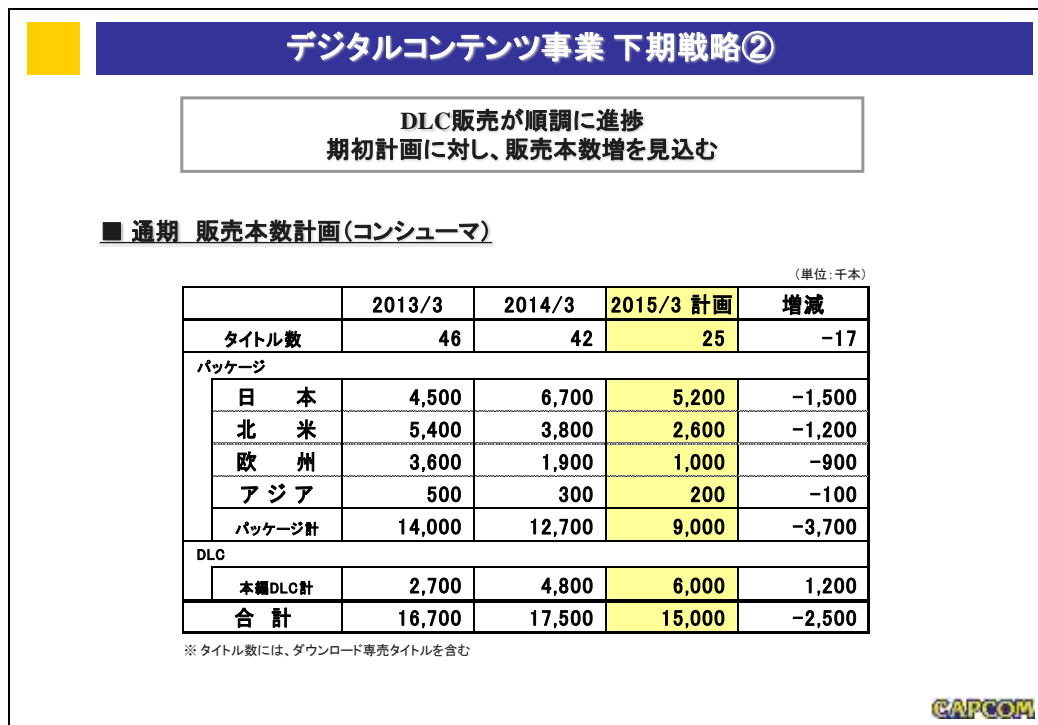 デジタルコンテンツ事業 下期戦略②
DLC販売が順調に進捗
期初計画に対し、販売本数増を見込む
■ 通期　販売本数計画（コンシューマ）
（単位：千本）
2013/3 2014/3 2015/3 計画 増減
タイトル数 46 42 25 -17
パッケージ
日　本 4,500 6,700 5,200 -1,500
北　米 5,400 3,800 2,600 -1,200
欧　州 3,600 1,900 1,000 -900
アジア 500 300 200 -100
パッケージ計 14,000 12,700 9,000 -3,700
DLC
本編DLC計 2,700 4,800 6,000 1,200
合　計 16,700 17,500 15,000 -2,500
※ タイトル数には、ダウンロード専売タイトルを含む
CAPCOM